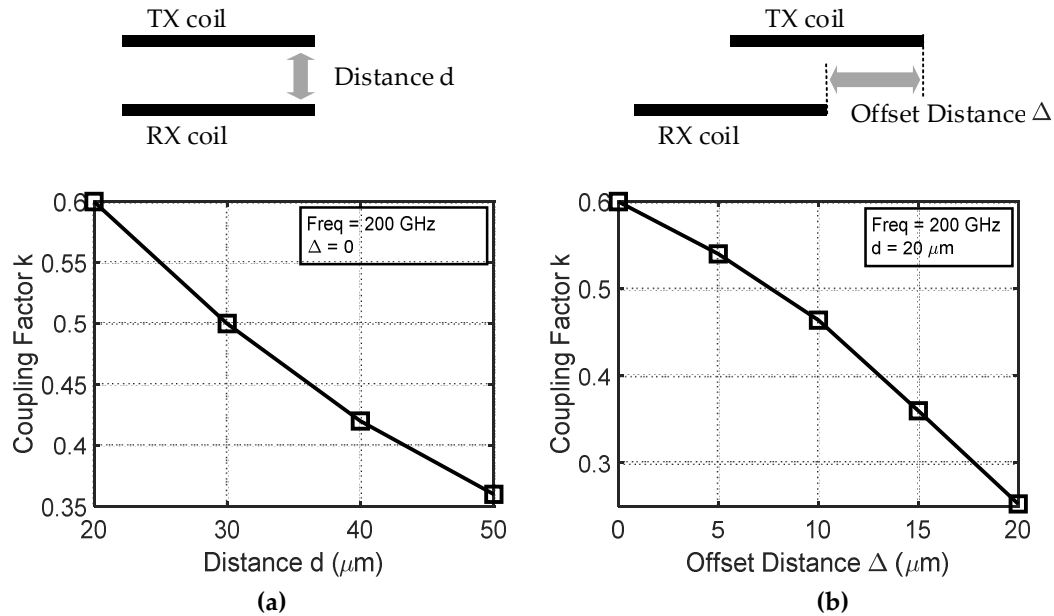 TX coil
Distance d
RX coil
TX coil
RX coil
Offset Distance Δ
0.6
0.55
0.5
0.45
0.4
0.35
Coupling Factor k
Freq = 200 GHz
Δ = 0
20
30
40
50
Distance d (μm)
(a)
0.6
0.5
0.4
0.3
Coupling Factor k
Freq = 200 GHz
d = 20 μm
0
5
10
15
20
Offset Distance Δ (μm)
(b)